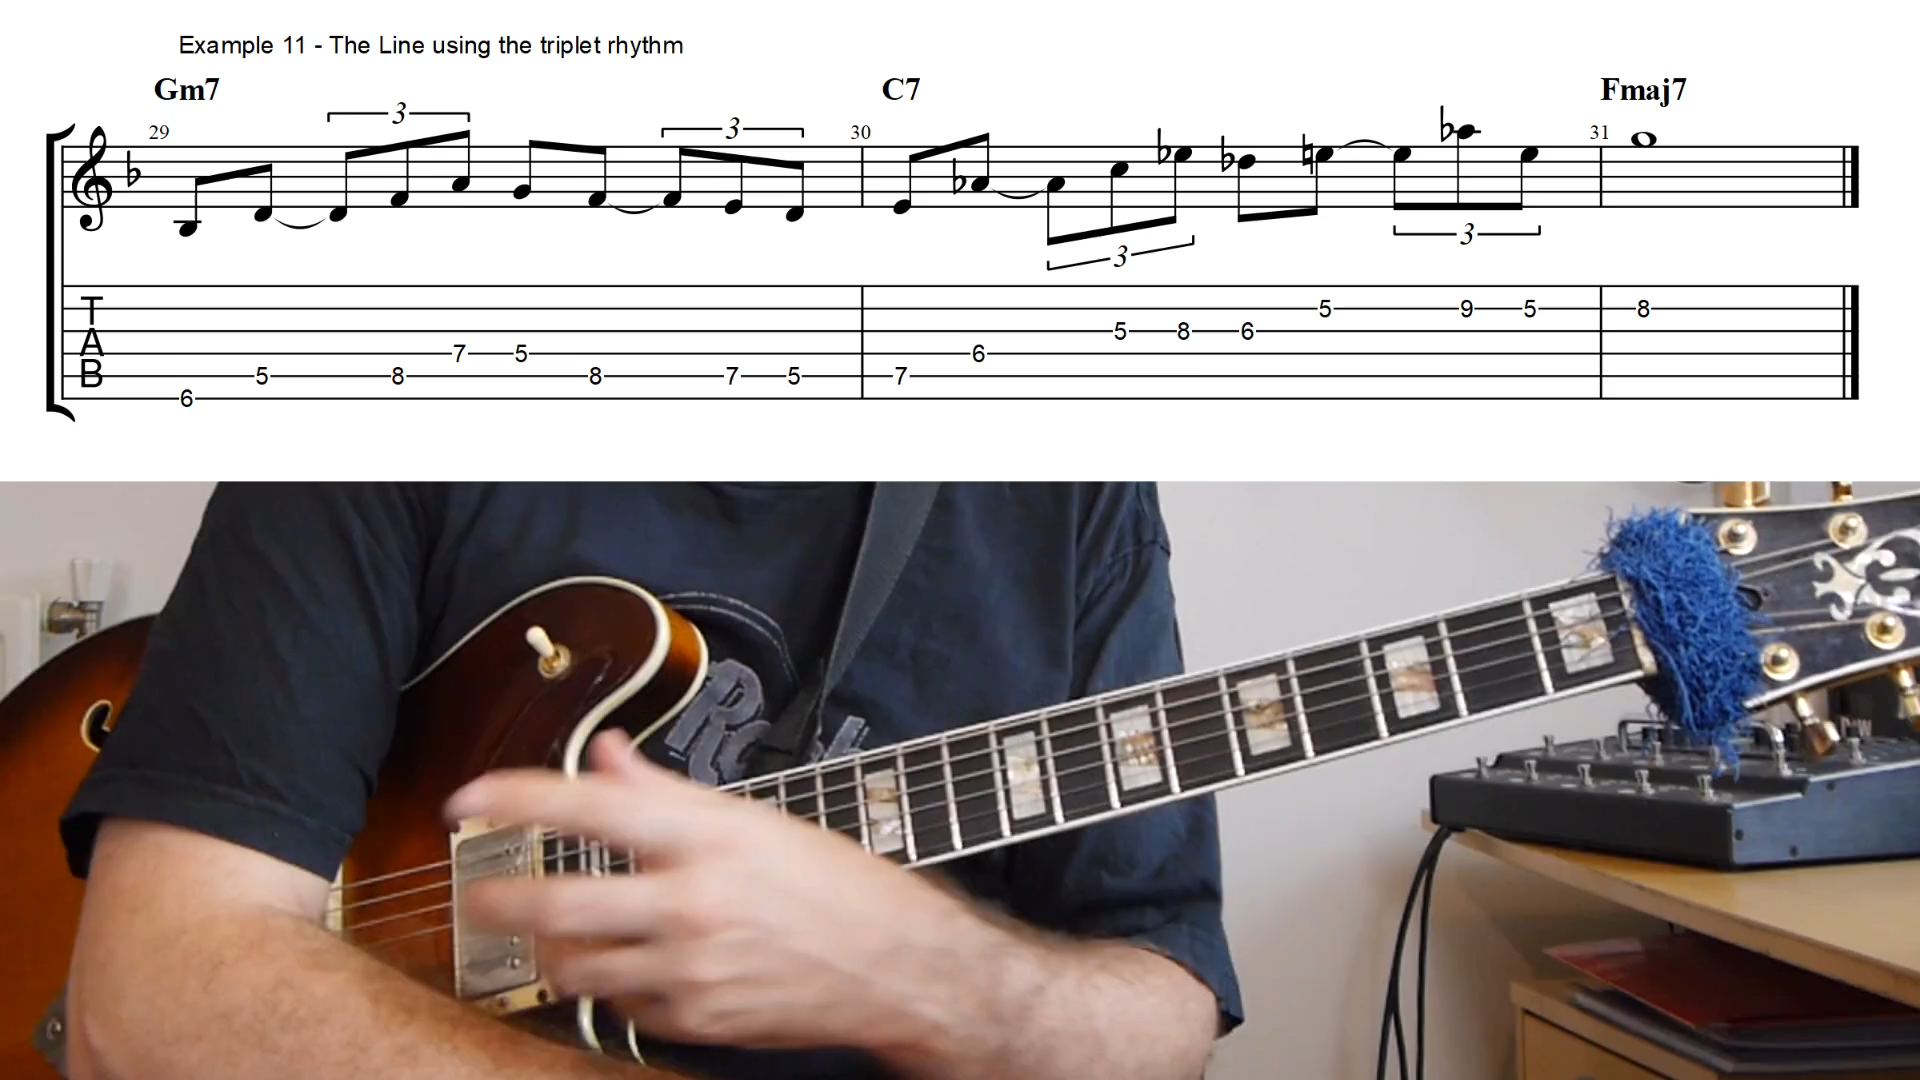 Example 11 - The Line using the triplet rhythm
Gm7 C7 Fmaj7
29 3 3 30 31
3 3
T
A
B
5 9 5 8
5 8 6
7 5 6
5 8 8 7 5 7
6